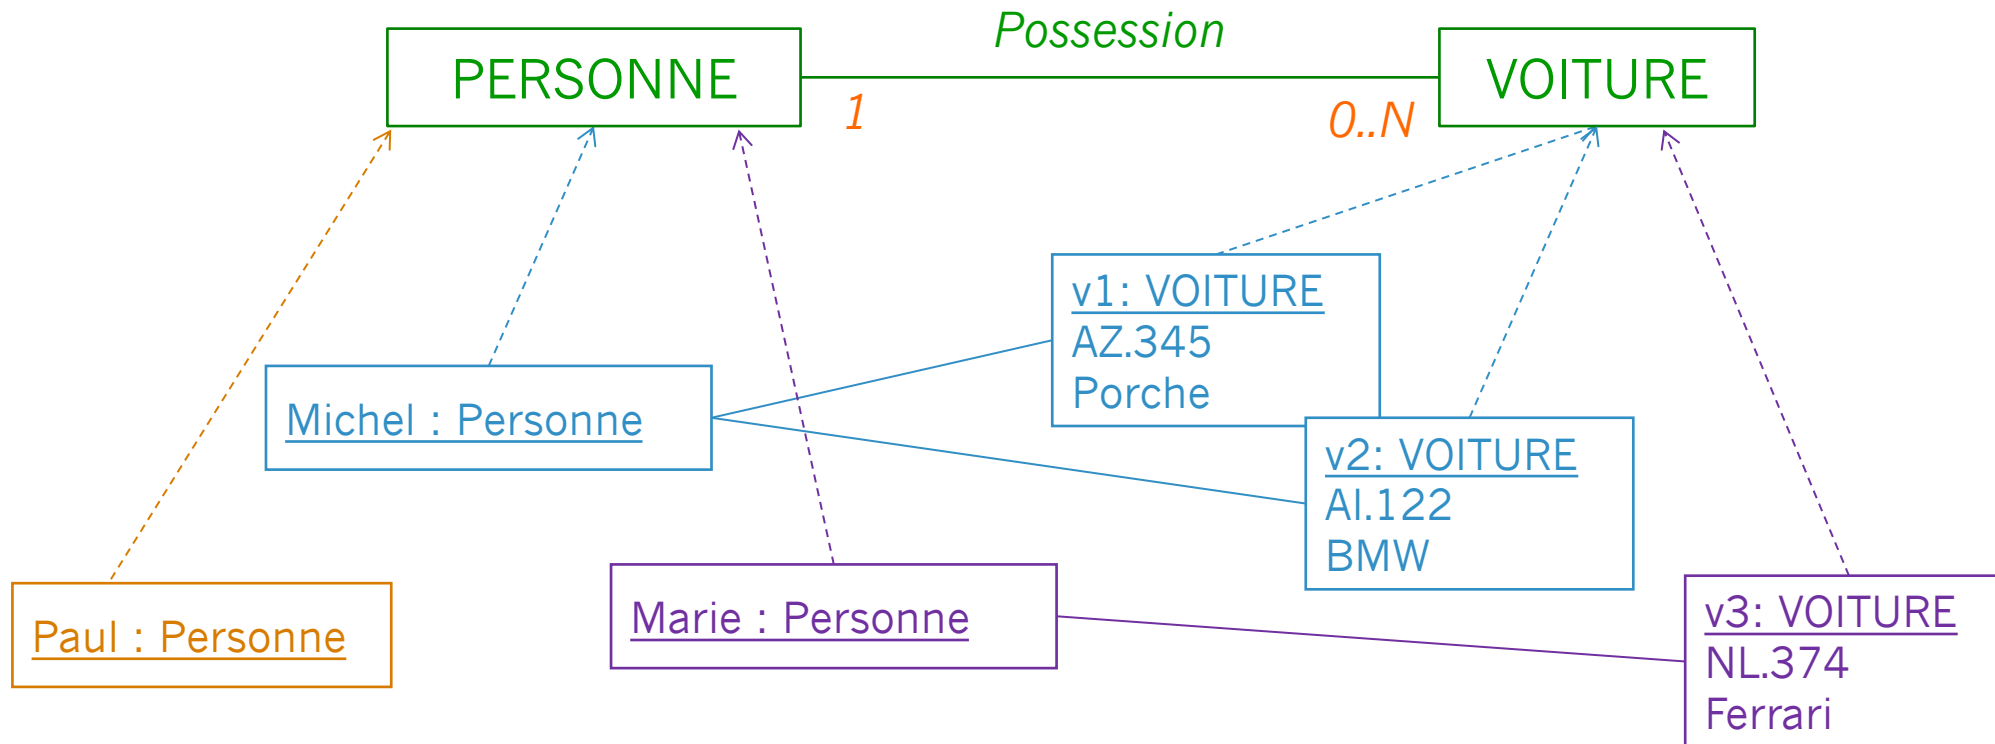 Possession
PERSONNE
VOITURE
1
0..N
v1: VOITURE
AZ.345
Porche
Michel : Personne
v2: VOITURE
AI.122
BMW
Marie : Personne
Paul : Personne
v3: VOITURE
NL.374
Ferrari